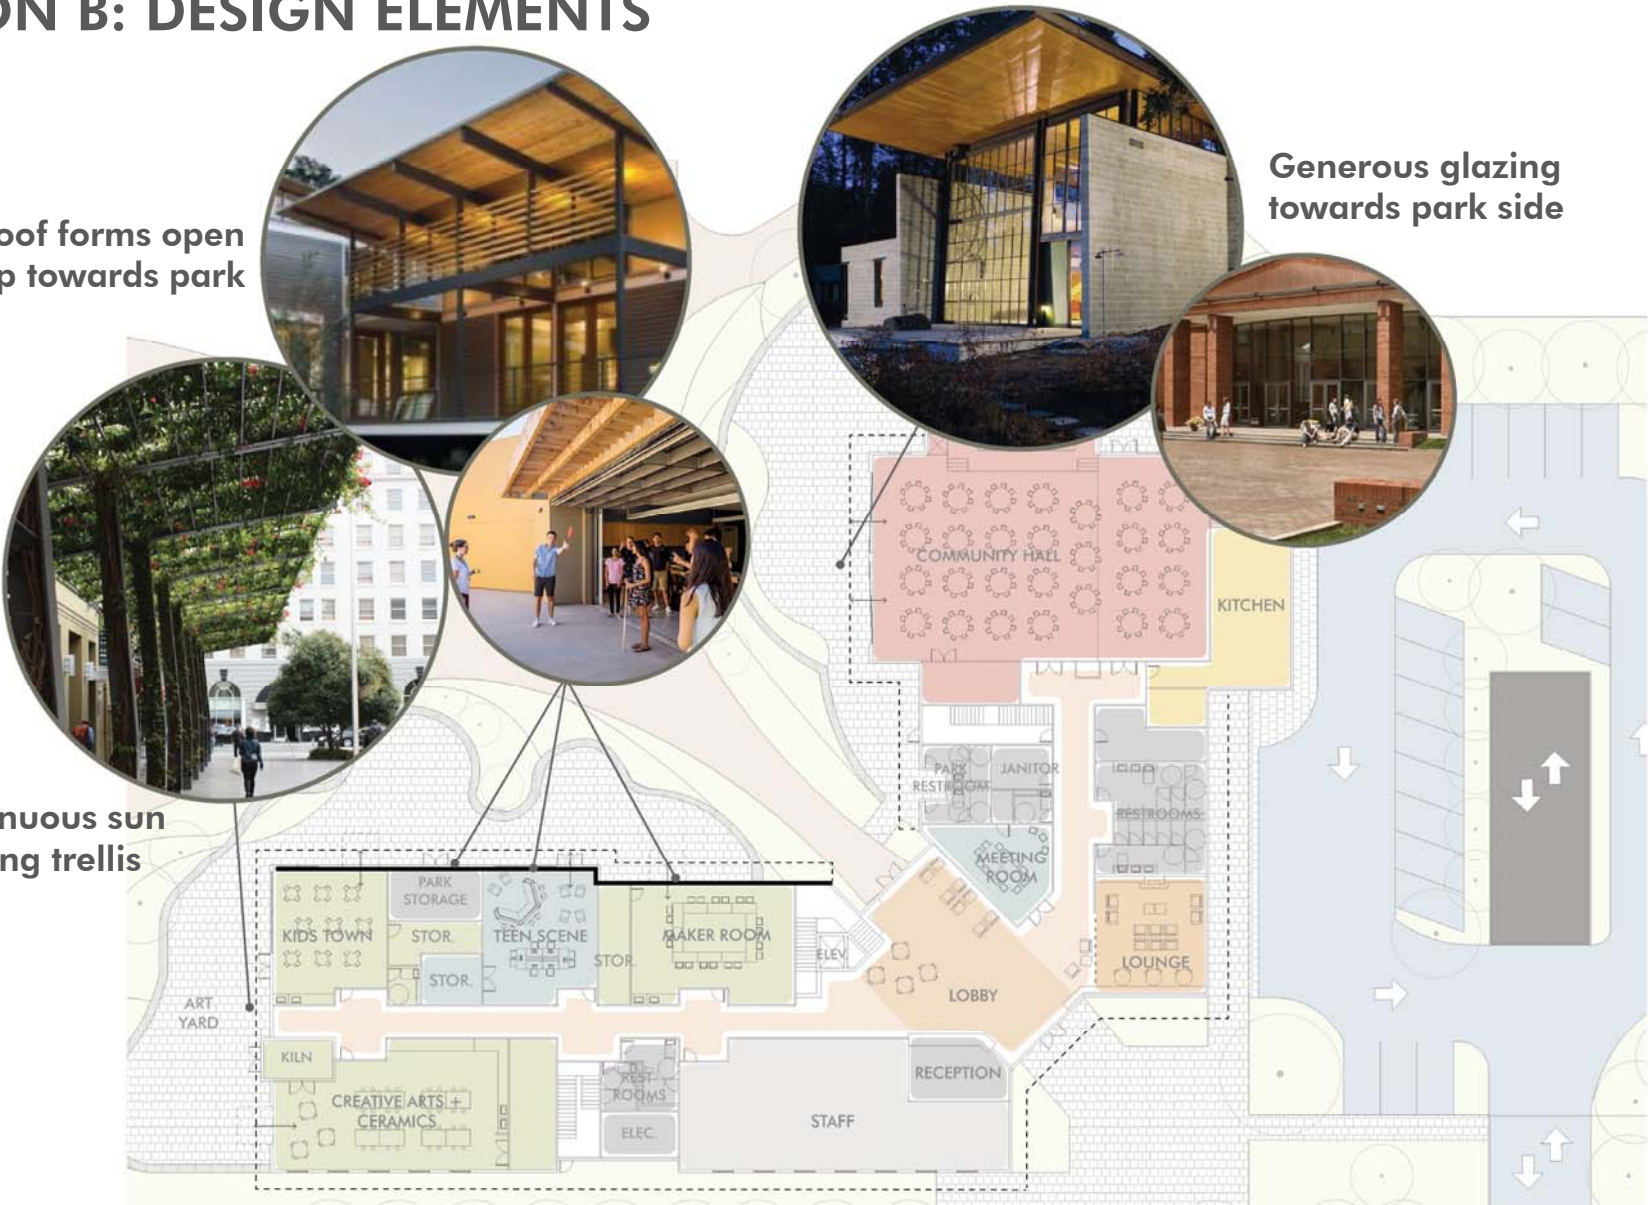 ON B: DESIGN ELEMENTS
Generous glazing
towards park side
oof forms open
p towards park
nuous sun
ng trellis
COMMUNITY HALL
KITCHEN
PARK
RESTROOM
JANITOR
RESTROOMS
MEETING
ROOM
PARK
STORAGE
KIDS TOWN
STOR.
TEEN SCENE
STOR.
STOR.
MAKER ROOM
ELEV.
LOUNGE
LOBBY
ART
YARD
KILN
CREATIVE ARTS +
CERAMICS
REST
ROOMS
ELEC.
RECEPTION
STAFF